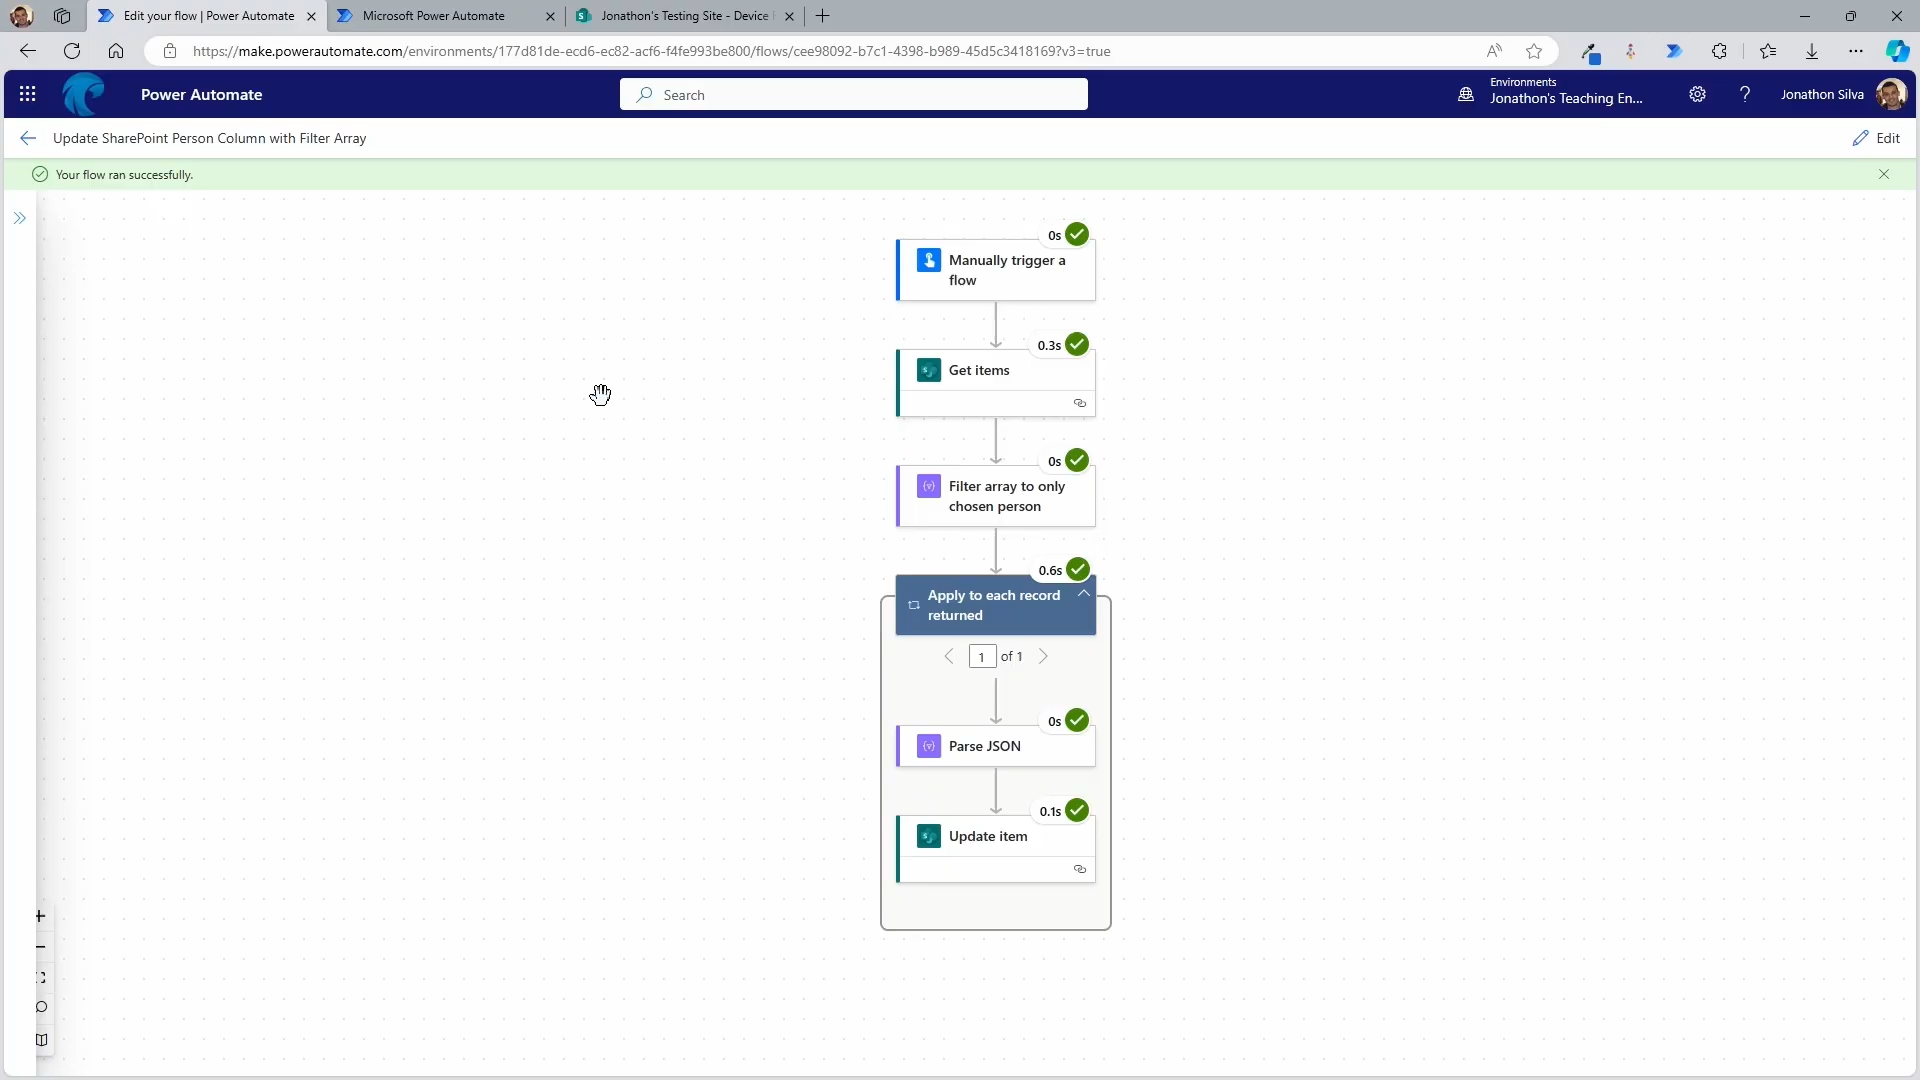 Edit your flow | Power Automate
Microsoft Power Automate
Jonathon's Testing Site - Device
https://make.powerautomate.com/environments/177d81de-ecd6-ec82-acf6-f4fe993be800/flows/cee98092-b7c1-4398-b989-45d5c3418169?v3=true
Power Automate
Search
Environments
Jonathon's Teaching En...
?
Jonathon Silva
Update SharePoint Person Column with Filter Array
Edit
Your flow ran successfully.
0s
Manually trigger a
flow
0.3s
Get items
0s
Filter array to only
chosen person
0.6s
Apply to each record
returned
1 of 1
0s
Parse JSON
0.1s
Update item